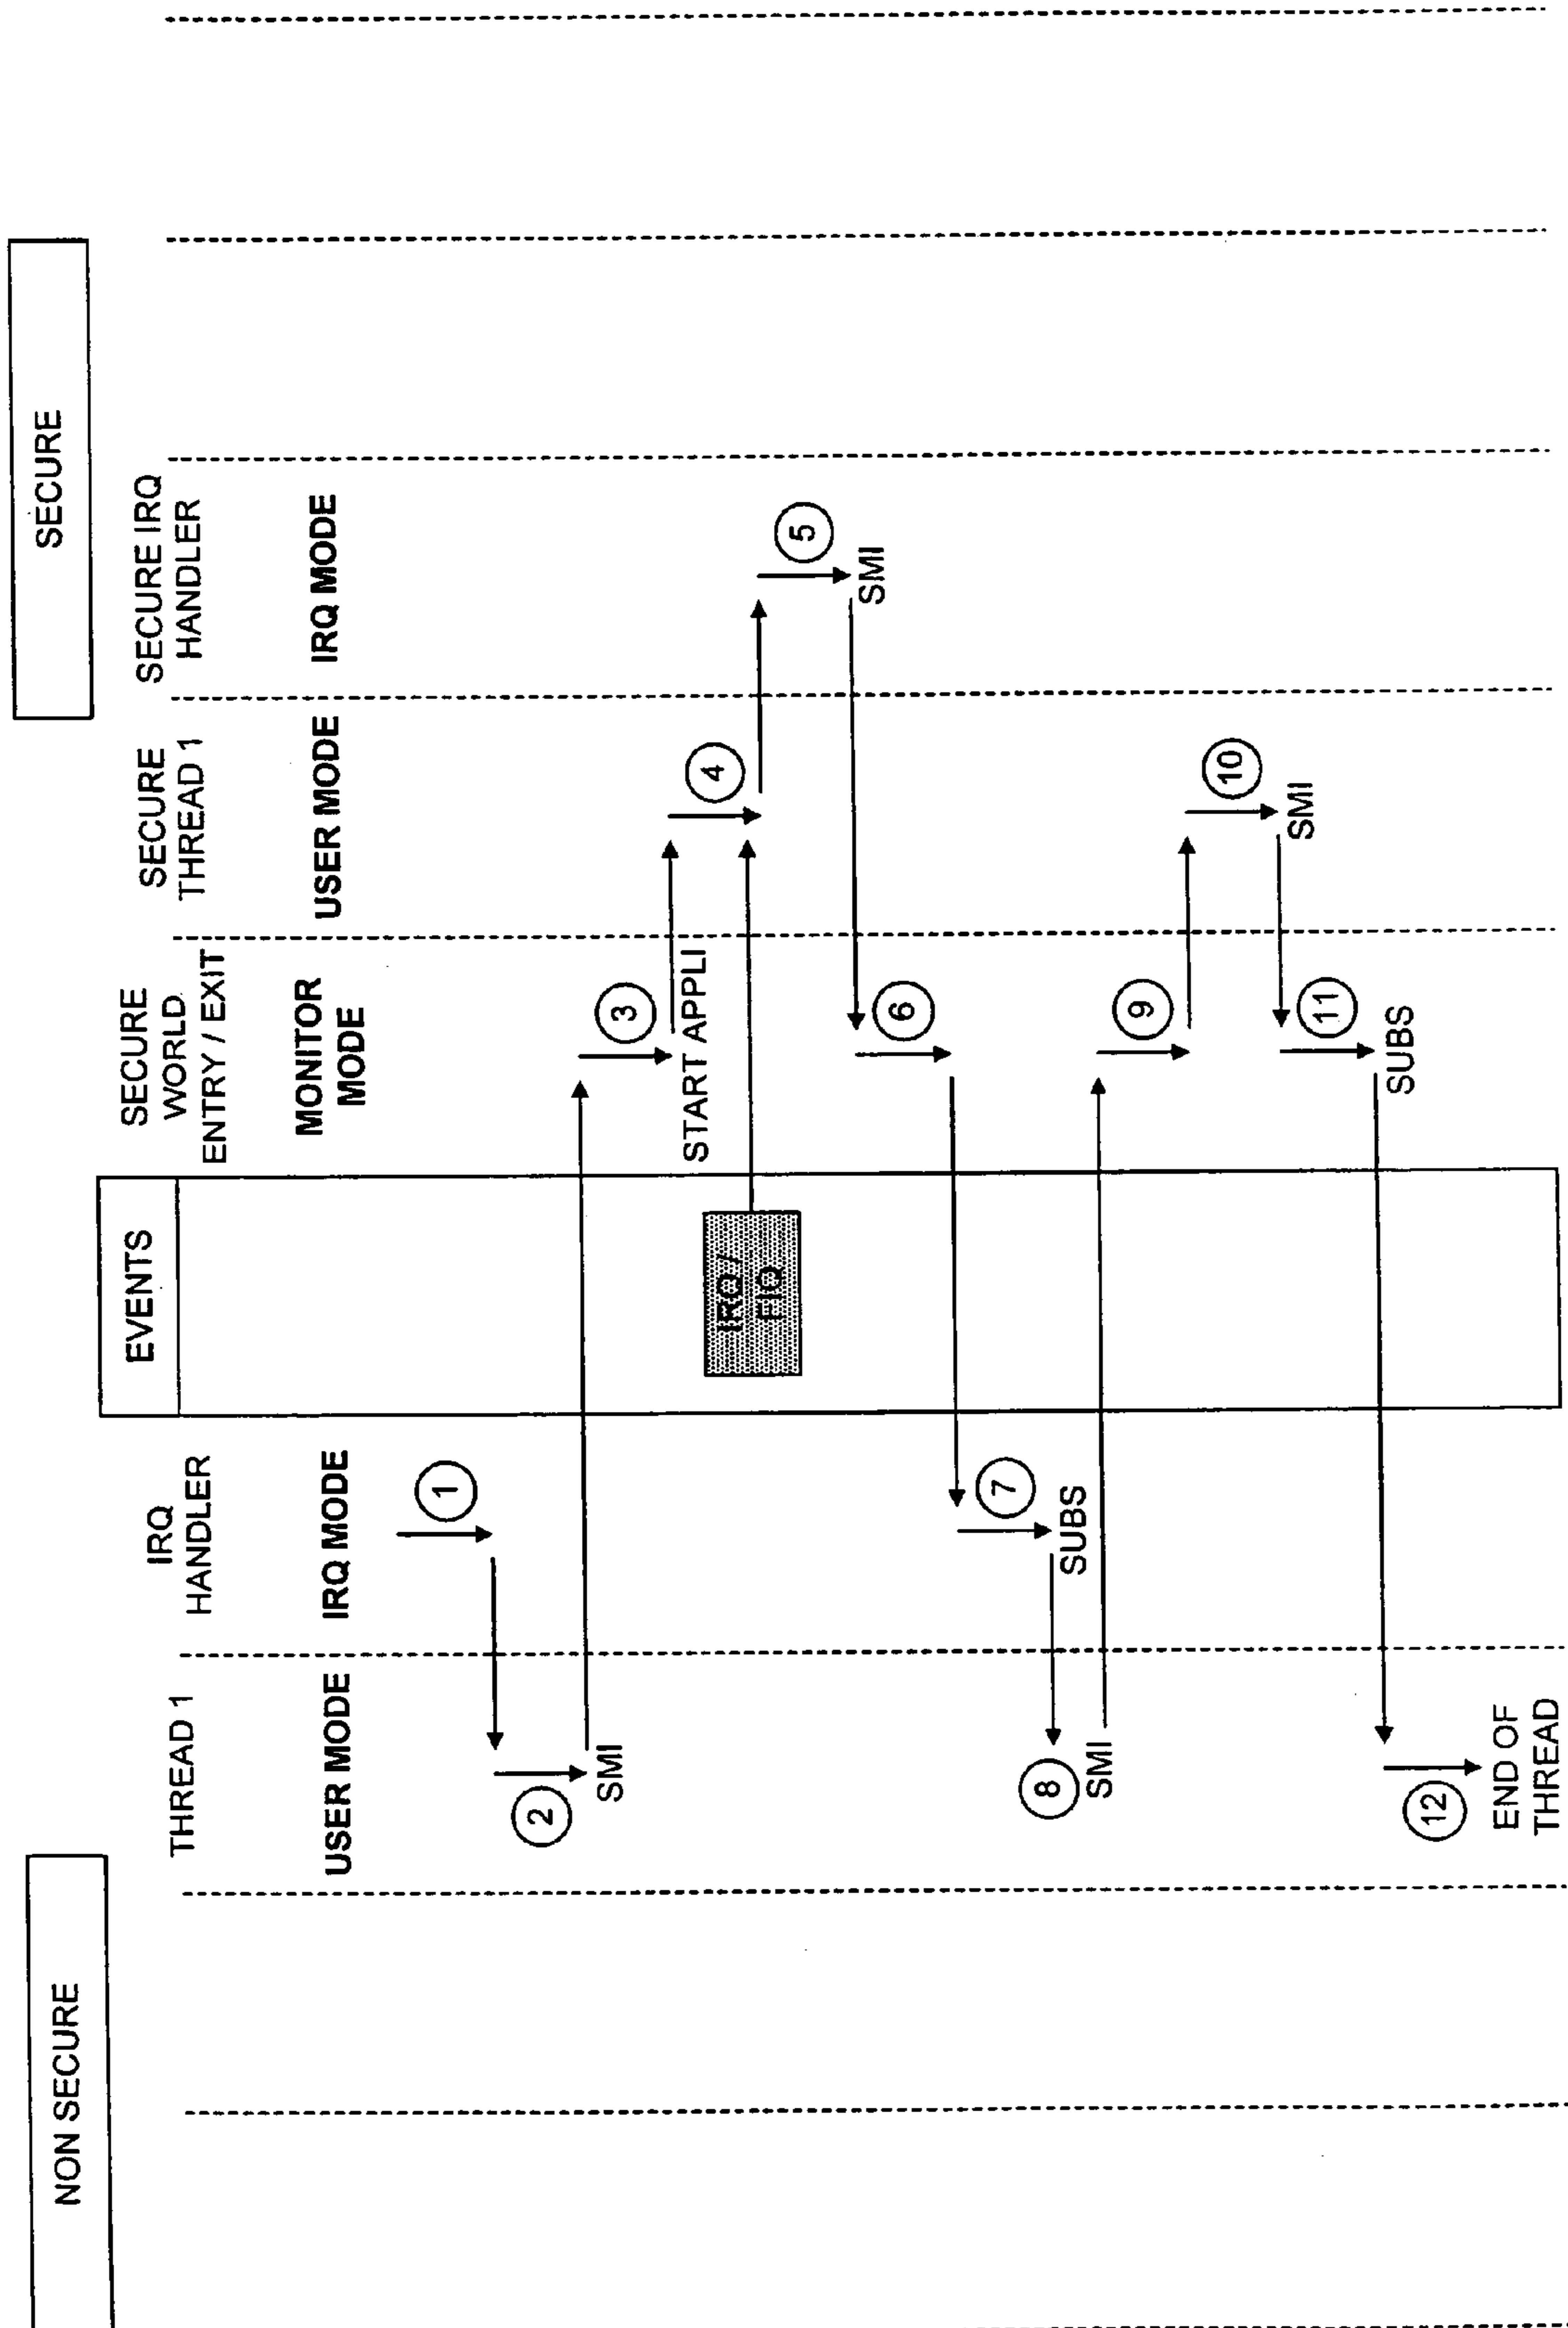 NON SECURE
SECURE
THREAD 1
IRQ
HANDLER
EVENTS
SECURE
WORLD
ENTRY / EXIT
SECURE
THREAD 1
SECURE IRQ
HANDLER
USER MODE
IRQ MODE
MONITOR
MODE
USER MODE
IRQ MODE
1
2
SMI
3
START APPLI
4
IRQ /
FIQ
5
SMI
6
7
SUBS
8
SMI
9
10
SMI
11
SUBS
12
END OF
THREAD